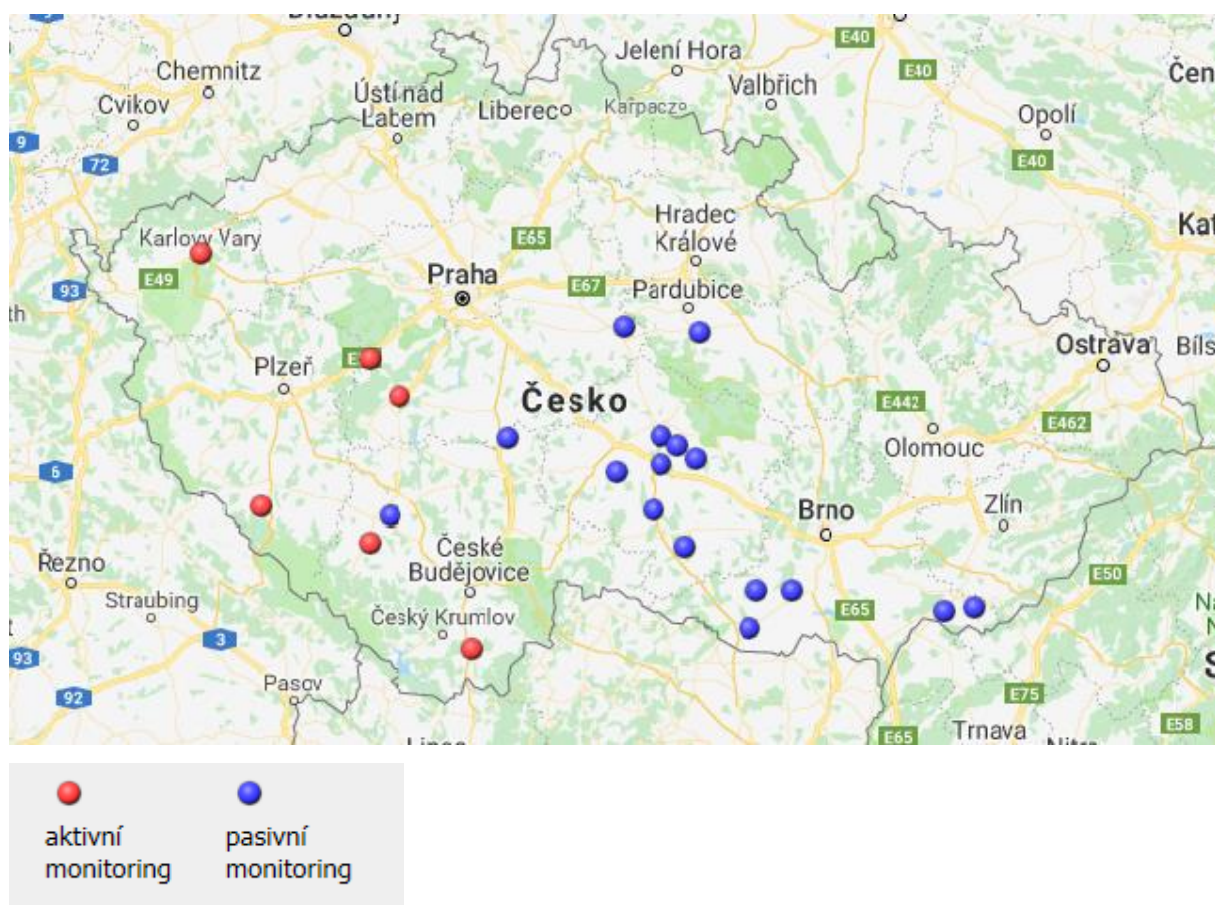 Jelení Hora
E40
E40
Chemnitz
Valbřich
Čen
Cvikov
Ústí nad
Labem
Liberec
Karpacz
Opolí
9
72
E40
Hradec
Králové
Kat
Karlovy Vary
E65
E49
93
Praha
E67
Pardubice
th
Ostrava
Bíls
Plzeň
Česko
E442
E462
Olomouc
6
Brno
Zlín
České
Budějovice
Řezno
E50
Straubing
Český Krumlov
E65
3
93
Pasov
92
E75
Trnava
E58
E65
aktivní
monitoring
pasivní
monitoring